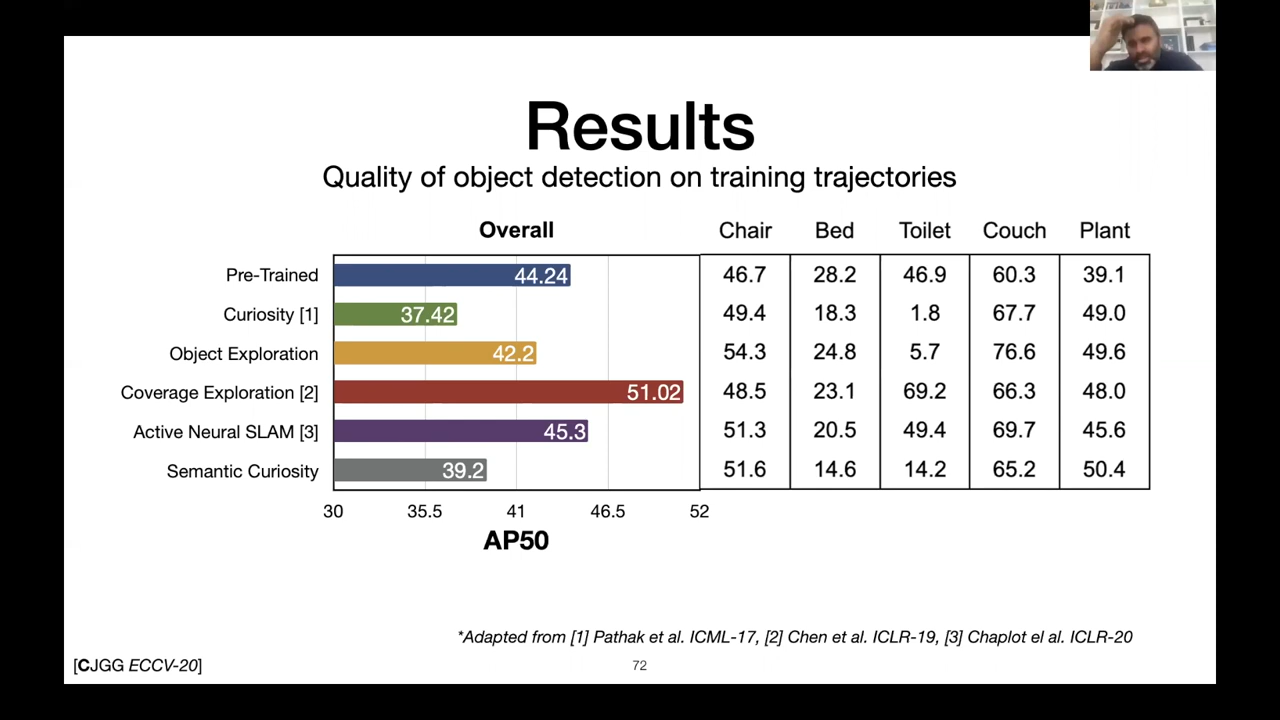 Results
Quality of object detection on training trajectories
Overall Chair Bed Toilet Couch Plant
Pre-Trained 44.24 46.7 28.2 46.9 60.3 39.1
Curiosity [1] 37.42 49.4 18.3 1.8 67.7 49.0
Object Exploration 42.2 54.3 24.8 5.7 76.6 49.6
Coverage Exploration [2] 51.02 48.5 23.1 69.2 66.3 48.0
Active Neural SLAM [3] 45.3 51.3 20.5 49.4 69.7 45.6
Semantic Curiosity 39.2 51.6 14.6 14.2 65.2 50.4
30 35.5 41 46.5 52
AP50
*Adapted from [1] Pathak et al. ICML-17, [2] Chen et al. ICLR-19, [3] Chaplot el al. ICLR-20
[CJGG ECCV-20] 72